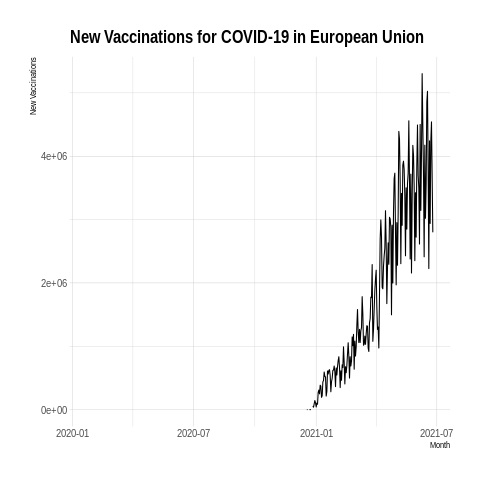 New Vaccinations for COVID-19 in European Union
New Vaccinations
4e+06
2e+06
0e+00
2020-01
2020-07
2021-01
2021-07
Month